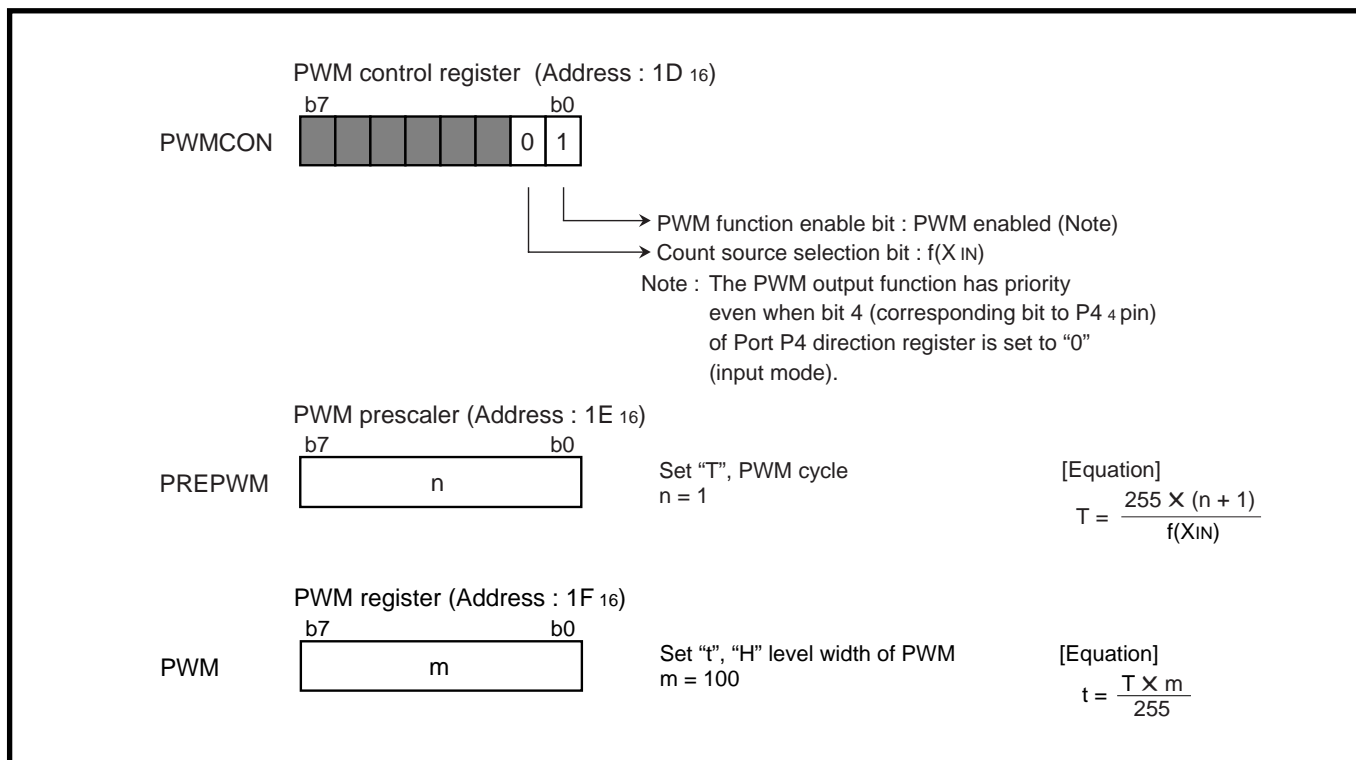 PWM control register (Address : 1D 16)
b7 b0
PWMCON 0 1
PWM function enable bit : PWM enabled (Note)
Count source selection bit : f(X IN)
Note : The PWM output function has priority
even when bit 4 (corresponding bit to P4 4 pin)
of Port P4 direction register is set to “0”
(input mode).
PWM prescaler (Address : 1E 16)
b7 b0
PREPWM n
Set “T”, PWM cycle
n = 1
[Equation]
T = 255 X (n + 1)
f(XIN)
PWM register (Address : 1F 16)
b7 b0
PWM m
Set “t”, “H” level width of PWM
m = 100
[Equation]
t = T X m
255